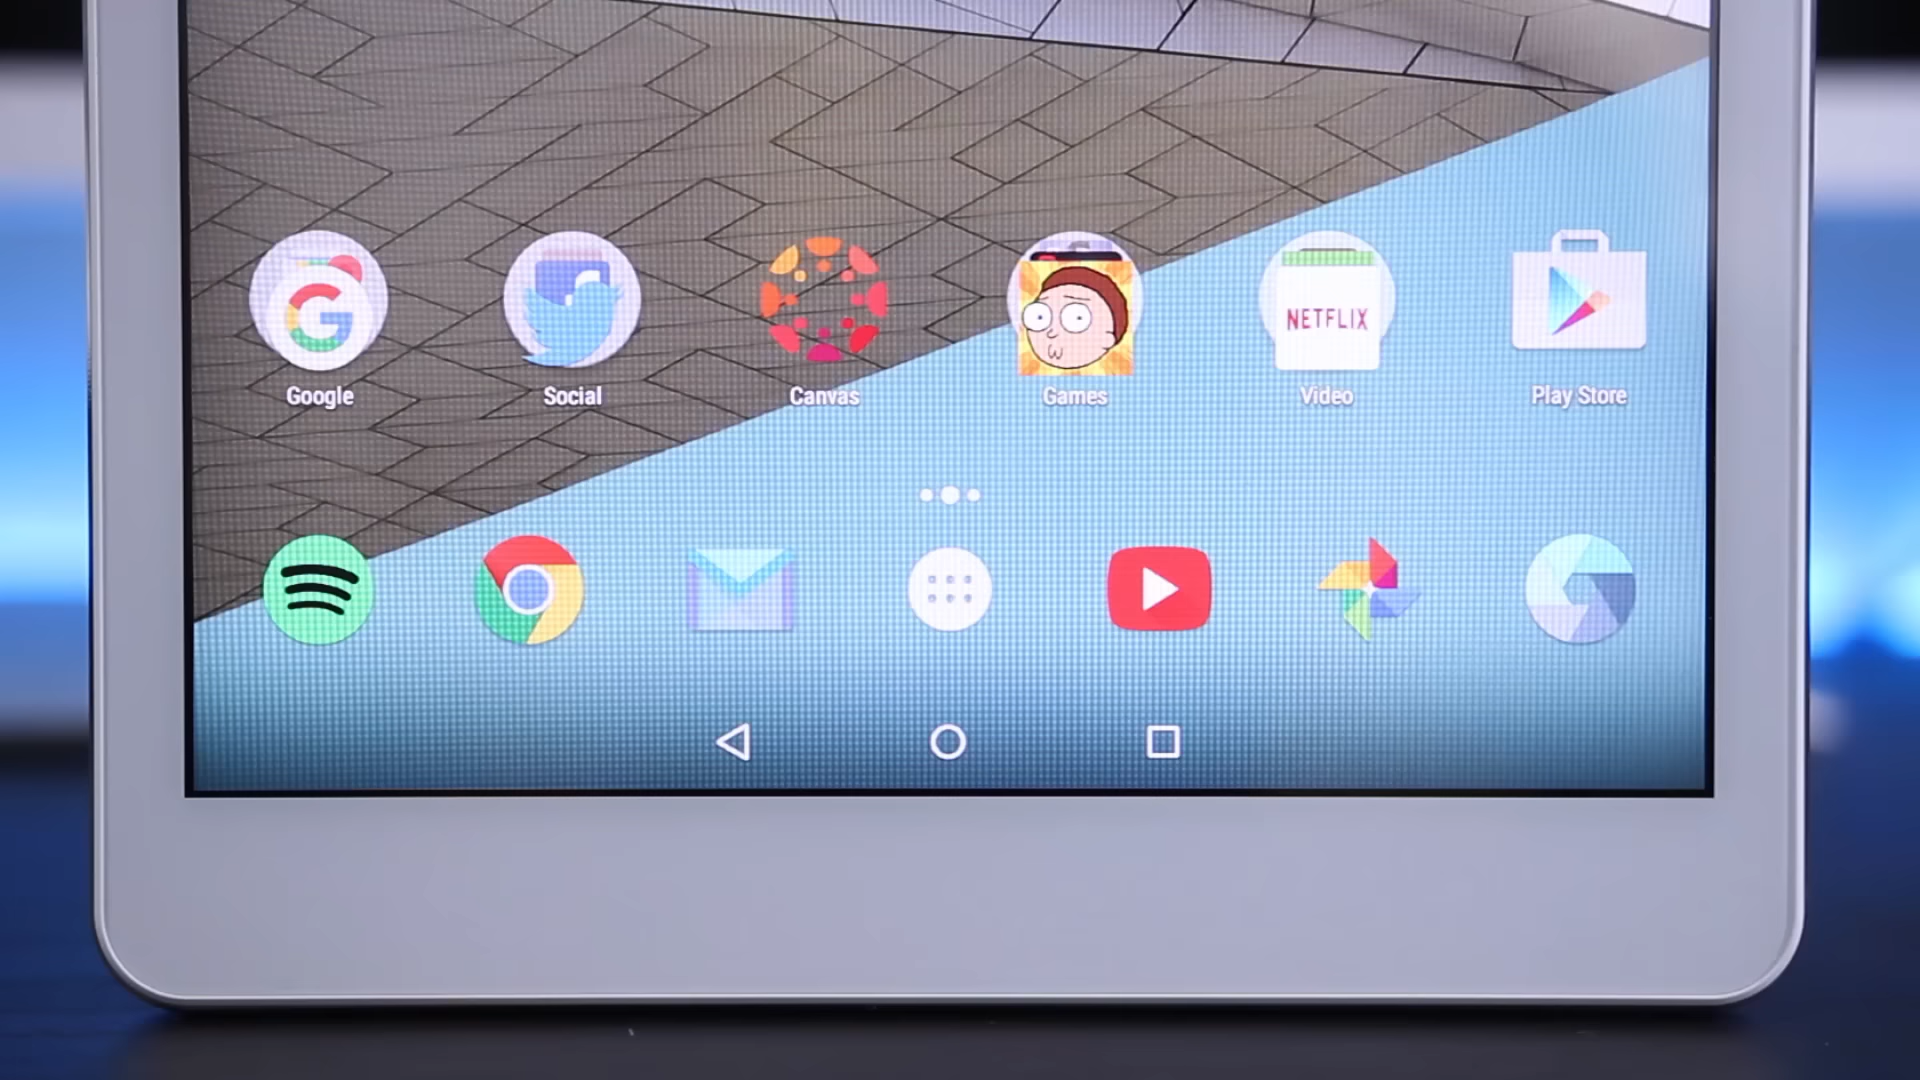 Google
Social
Canvas
Games
NETFLIX
Video
Play Store